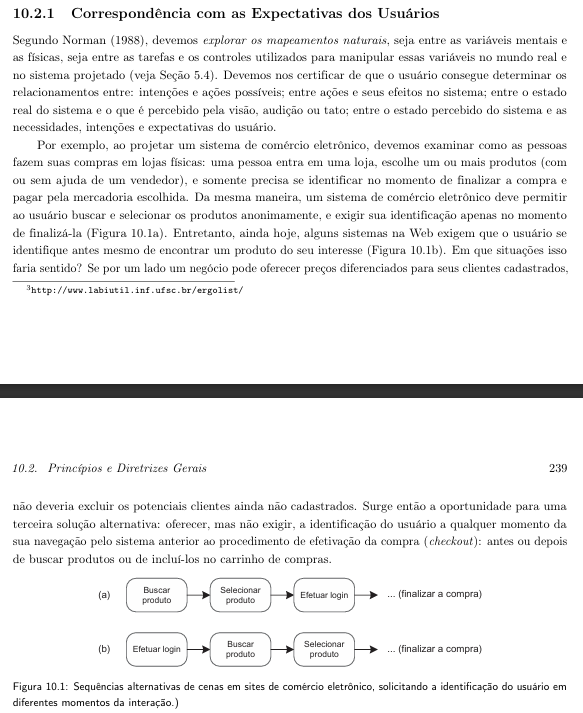 10.2.1 Correspondência com as Expectativas dos Usuários
Segundo Norman (1988), devemos explorar os mapeamentos naturais, seja entre as variáveis mentais e
as físicas, seja entre as tarefas e os controles utilizados para manipular essas variáveis no mundo real e
no sistema projetado (veja Seção 5.4). Devemos nos certificar de que o usuário consegue determinar os
relacionamentos entre: intenções e ações possíveis; entre ações e seus efeitos no sistema; entre o estado
real do sistema e o que é percebido pela visão, audição ou tato; entre o estado percebido do sistema e as
necessidades, intenções e expectativas do usuário.
Por exemplo, ao projetar um sistema de comércio eletrônico, devemos examinar como as pessoas
fazem suas compras em lojas físicas: uma pessoa entra em uma loja, escolhe um ou mais produtos (com
ou sem ajuda de um vendedor), e somente precisa se identificar no momento de finalizar a compra e
pagar pela mercadoria escolhida. Da mesma maneira, um sistema de comércio eletrônico deve permitir
ao usuário buscar e selecionar os produtos anonimamente, e exigir sua identificação apenas no momento
de finalizá-la (Figura 10.1a). Entretanto, ainda hoje, alguns sistemas na Web exigem que o usuário se
identifique antes mesmo de encontrar um produto do seu interesse (Figura 10.1b). Em que situações isso
faria sentido? Se por um lado um negócio pode oferecer preços diferenciados para seus clientes cadastrados,
3http://www.labiutil.inf.ufsc.br/ergolist/
10.2. Princípios e Diretrizes Gerais 239
não deveria excluir os potenciais clientes ainda não cadastrados. Surge então a oportunidade para uma
terceira solução alternativa: oferecer, mas não exigir, a identificação do usuário a qualquer momento da
sua navegação pelo sistema anterior ao procedimento de efetivação da compra (checkout): antes ou depois
de buscar produtos ou de incluí-los no carrinho de compras.
(a) Buscar produto Selecionar produto Efetuar login ... (finalizar a compra)
(b) Efetuar login Buscar produto Selecionar produto ... (finalizar a compra)
Figura 10.1: Sequências alternativas de cenas em sites de comércio eletrônico, solicitando a identificação do usuário em
diferentes momentos da interação.)